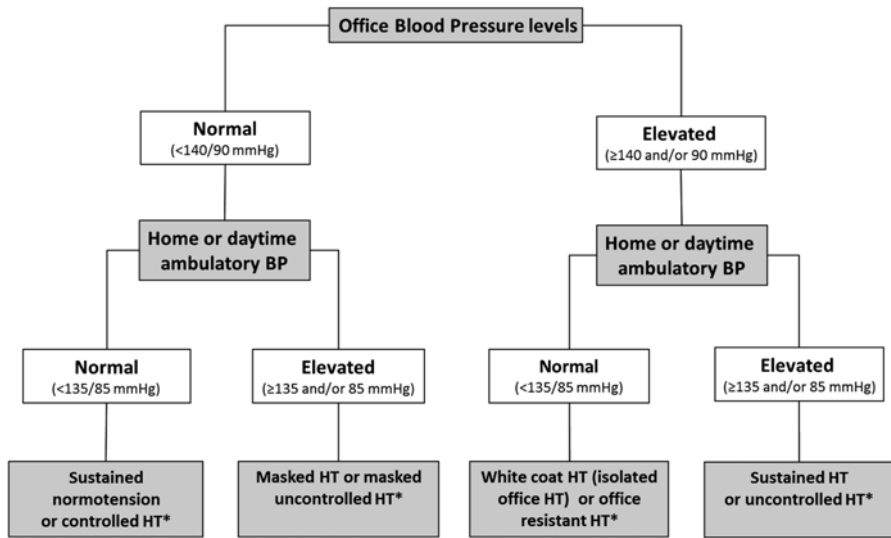 Office Blood Pressure levels
Normal
(<140/90 mmHg)
Elevated
(≥140 and/or 90 mmHg)
Home or daytime
ambulatory BP
Home or daytime
ambulatory BP
Normal
(<135/85 mmHg)
Elevated
(≥135 and/or 85 mmHg)
Normal
(<135/85 mmHg)
Elevated
(≥135 and/or 85 mmHg)
Sustained
normotension
or controlled HT*
Masked HT or masked
uncontrolled HT*
White coat HT (isolated
office HT) or office
resistant HT*
Sustained HT
or uncontrolled HT*